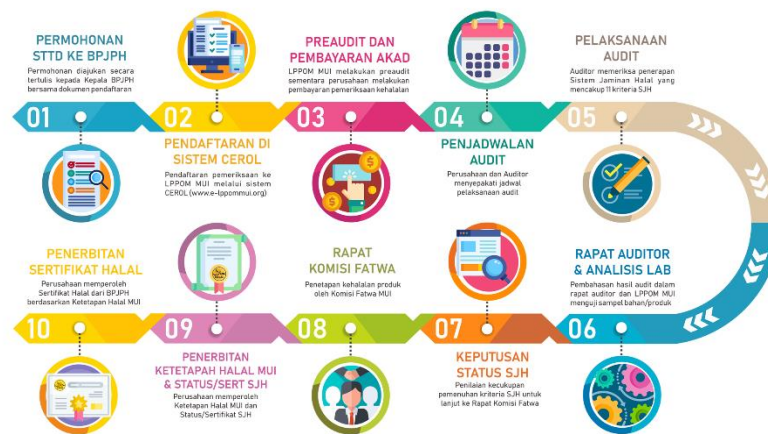 PERMOHONAN
STTD KE BPJPH
Permohonan diajukan secara
tertulis kepada Kepala BPJPH
bersama dokumen pendaftaran
01
02
PENDAFTARAN DI
SISTEM CEROL
Pendaftaran pemeriksaan ke
LPPOM MUI melalui sistem
CEROL (www.e-lppommui.org)
PREAUDIT DAN
PEMBAYARAN AKAD
LPPOM MUI melakukan preaudit
sementara perusahaan melakukan
pembayaran pemeriksaan kehalalan
03
04
PENJADWALAN
AUDIT
Perusahaan dan Auditor
menyepakati jadwal
pelaksanaan audit
PELAKSANAAN
AUDIT
Auditor memeriksa penerapan
Sistem Jaminan Halal yang
mencakup 11 kriteria SJH
05
RAPAT AUDITOR
& ANALISIS LAB
Pembahasan hasil audit dalam
rapat auditor dan LPPOM MUI
menguji sampel bahan/produk
06
07
KEPUTUSAN
STATUS SJH
Penilaian kecukupan
pemenuhan kriteria SJH untuk
lanjut ke Rapat Komisi Fatwa
RAPAT
KOMISI FATWA
Penetapan kehalalan produk
oleh Komisi Fatwa MUI
08
09
PENERBITAN
KETETAPAH HALAL MUI
& STATUS/SERT SJH
Perusahaan memperoleh
Ketetapan Halal MUI dan
Status/Sertifikat SJH
PENERBITAN
SERTIFIKAT HALAL
Perusahaan memperoleh
Sertifikat Halal dari BPJPH
berdasarkan Ketetapan Halal MUI
10